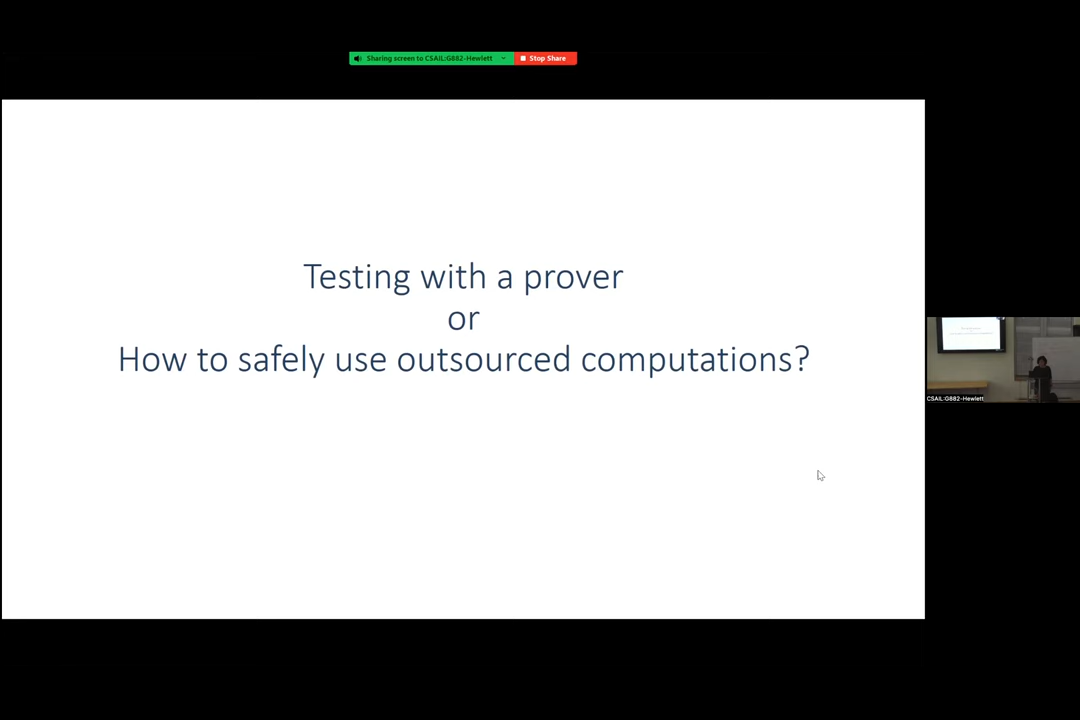 Sharing screen to CSAIL:G882-Hewlett
Stop Share
Testing with a prover
or
How to safely use outsourced computations?
CSAIL:G882-Hewlett